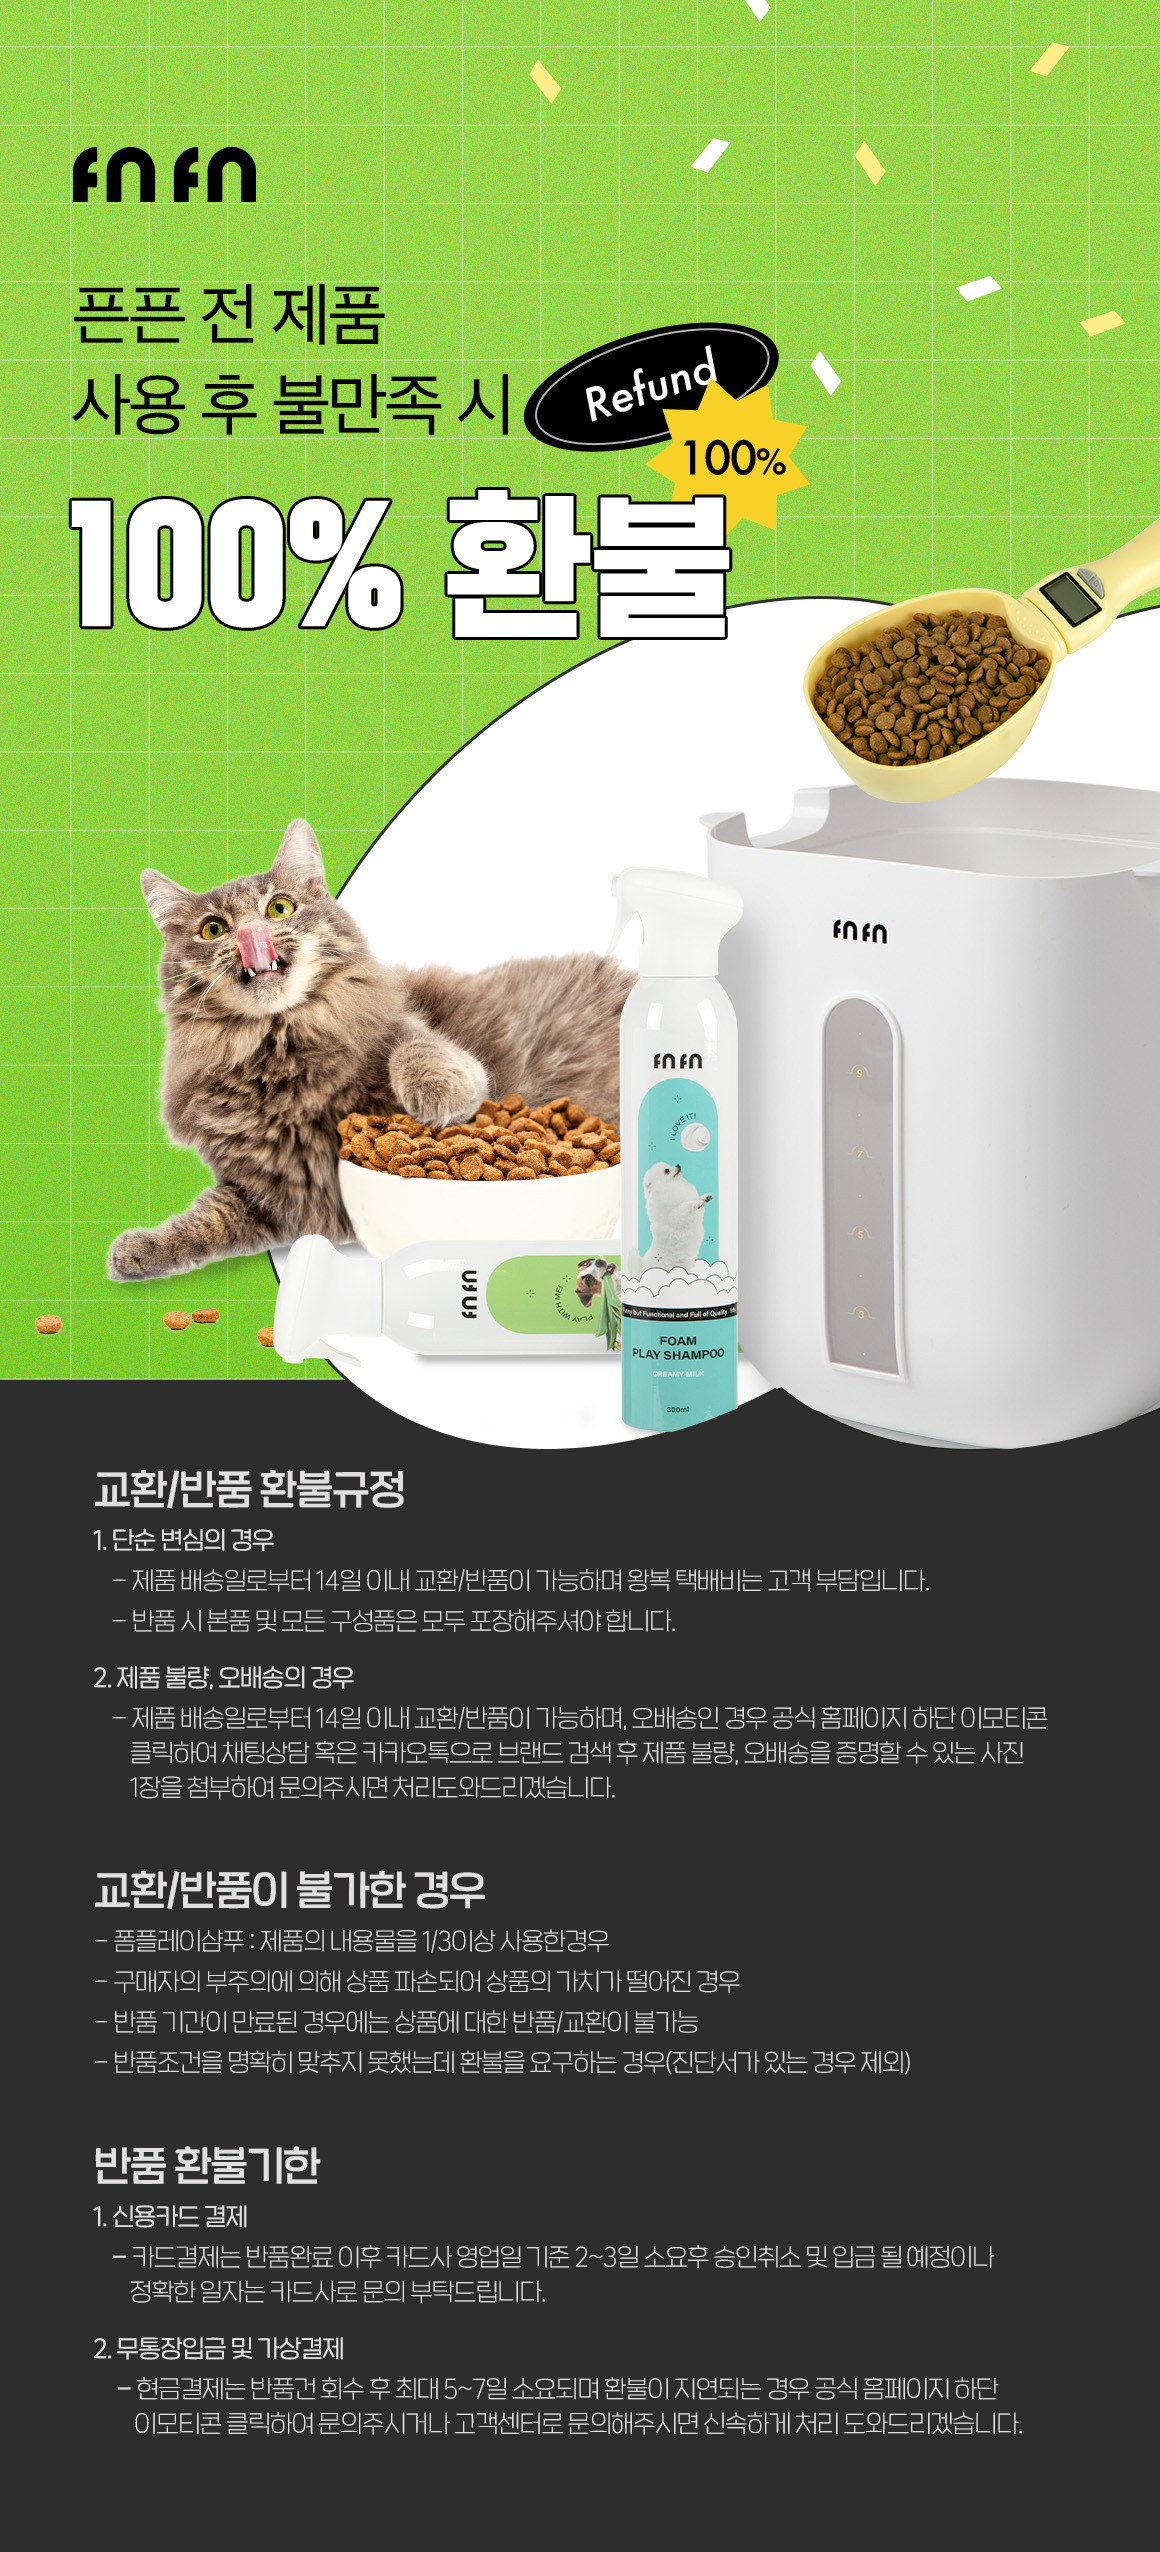 fn fn
픈픈 전 제품
사용 후 불만족 시
Refund
100%
100% 환불
fn fn
9
7
5
3
fn fn
I LOVE IT!
fn fn
PLAY WITH ME!
but Functional and Full of Quality
FOAM
PLAY SHAMPOO
CREAMY MILK
300ml
교환/반품 환불규정
1. 단순 변심의 경우
- 제품 배송일로부터 14일 이내 교환/반품이 가능하며 왕복 택배비는 고객 부담입니다.
- 반품 시 본품 및 모든 구성품은 모두 포장해주셔야 합니다.
2. 제품 불량, 오배송의 경우
- 제품 배송일로부터 14일 이내 교환/반품이 가능하며, 오배송인 경우 공식 홈페이지 하단 이모티콘
클릭하여 채팅상담 혹은 카카오톡으로 브랜드 검색 후 제품 불량, 오배송을 증명할 수 있는 사진
1장을 첨부하여 문의주시면 처리도와드리겠습니다.
교환/반품이 불가한 경우
- 폼플레이샴푸 : 제품의 내용물을 1/3이상 사용한경우
- 구매자의 부주의에 의해 상품 파손되어 상품의 가치가 떨어진 경우
- 반품 기간이 만료된 경우에는 상품에 대한 반품/교환이 불가능
- 반품조건을 명확히 맞추지 못했는데 환불을 요구하는 경우(진단서가 있는 경우 제외)
반품 환불기한
1. 신용카드 결제
- 카드결제는 반품완료 이후 카드사 영업일 기준 2~3일 소요후 승인취소 및 입금 될 예정이나
정확한 일자는 카드사로 문의 부탁드립니다.
2. 무통장입금 및 가상결제
- 현금결제는 반품건 회수 후 최대 5~7일 소요되며 환불이 지연되는 경우 공식 홈페이지 하단
이모티콘 클릭하여 문의주시거나 고객센터로 문의해주시면 신속하게 처리 도와드리겠습니다.